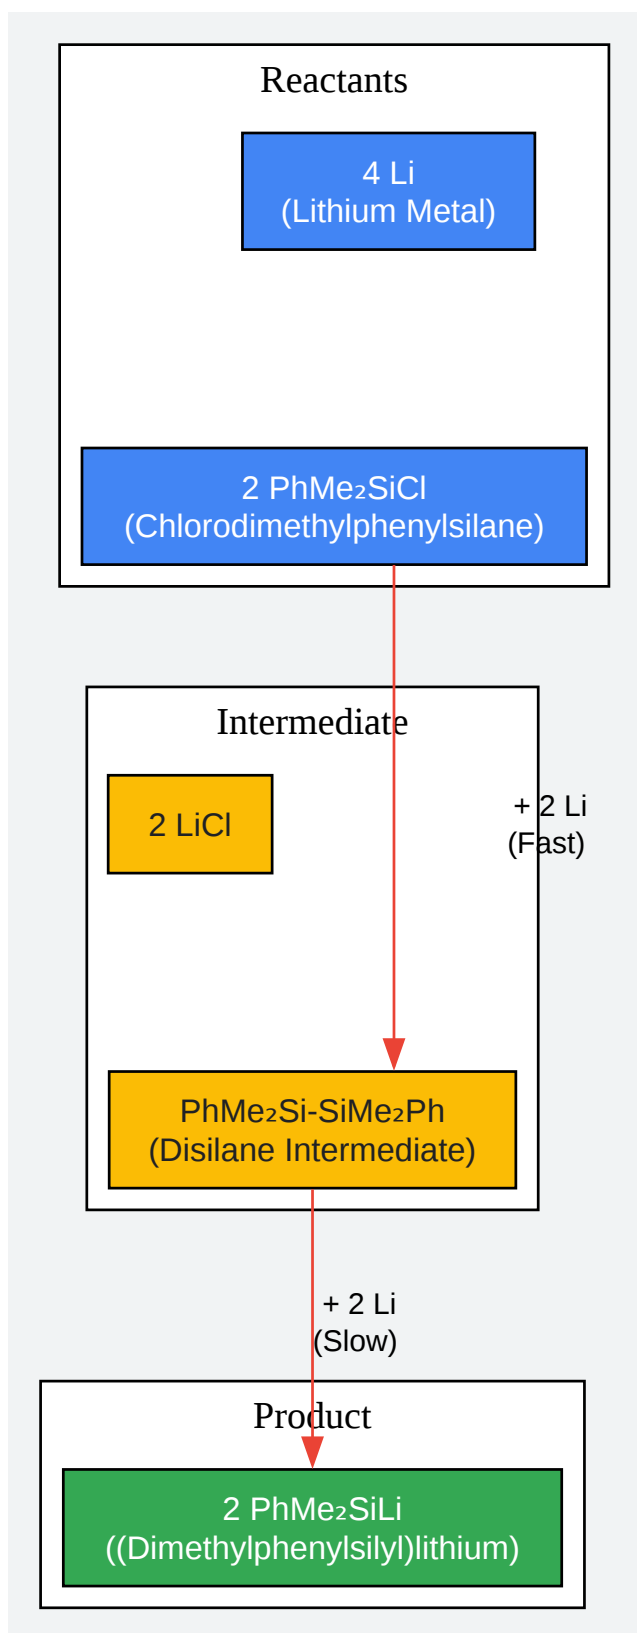 Reactants
4 Li
(Lithium Metal)
2 PhMe₂SiCl
(Chlorodimethylphenylsilane)
Intermediate
2 LiCl
+ 2 Li
(Fast)
PhMe₂Si-SiMe₂Ph
(Disilane Intermediate)
+ 2 Li
(Slow)
Product
2 PhMe₂SiLi
((Dimethylphenylsilyl)lithium)